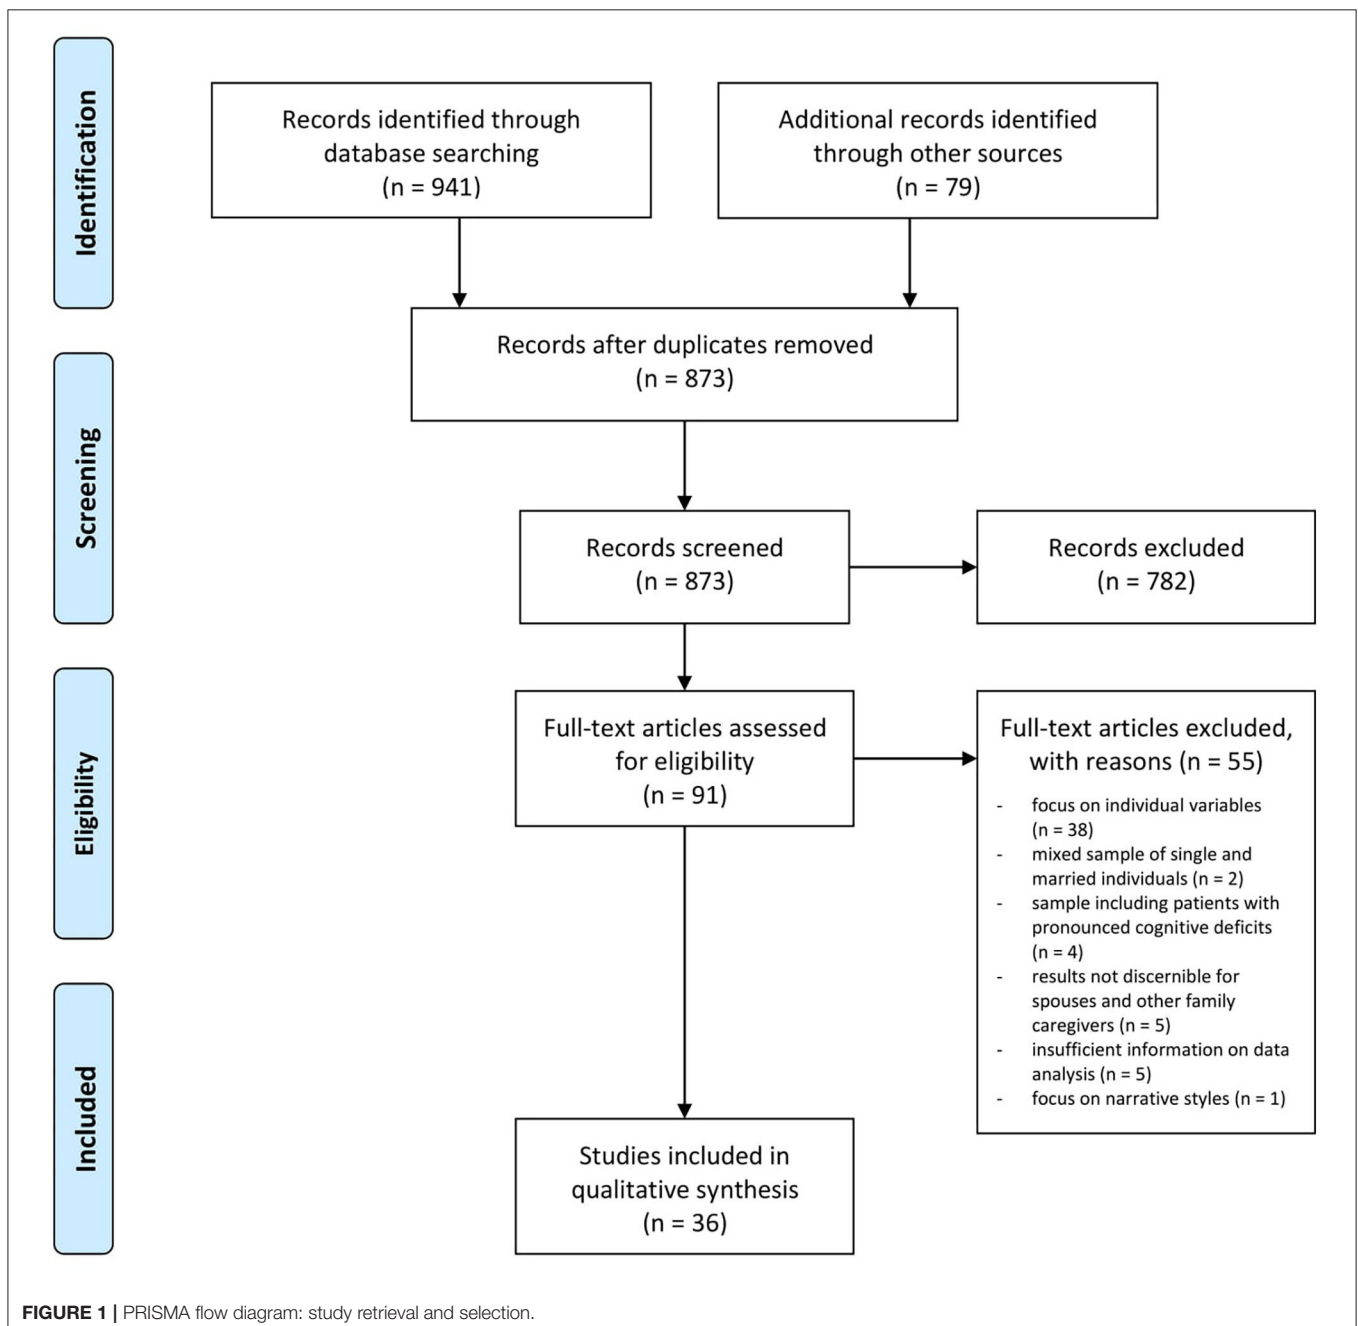 Identification
Records identified through
database searching
(n = 941)
Additional records identified
through other sources
(n = 79)
Records after duplicates removed
(n = 873)
Screening
Records screened
(n = 873)
Records excluded
(n = 782)
Eligibility
Full-text articles assessed
for eligibility
(n = 91)
Full-text articles excluded,
with reasons (n = 55)
- focus on individual variables
(n = 38)
- mixed sample of single and
married individuals (n = 2)
- sample including patients with
pronounced cognitive deficits
(n = 4)
- results not discernible for
spouses and other family
caregivers (n = 5)
- insufficient information on data
analysis (n = 5)
- focus on narrative styles (n = 1)
Included
Studies included in
qualitative synthesis
(n = 36)
FIGURE 1 | PRISMA flow diagram: study retrieval and selection.